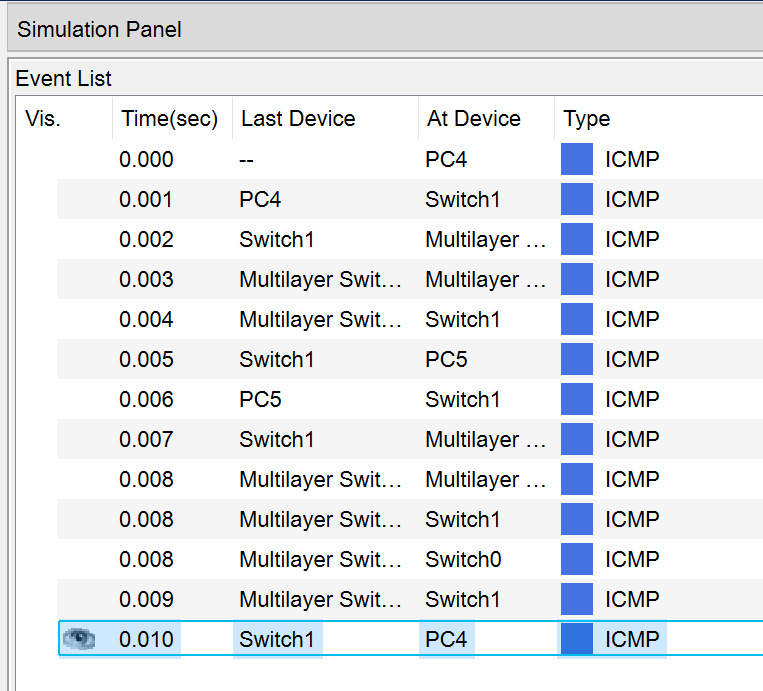 Simulation Panel
Event List
Vis. Time(sec) Last Device At Device Type
0.000 -- PC4 ICMP
0.001 PC4 Switch1 ICMP
0.002 Switch1 Multilayer … ICMP
0.003 Multilayer Swit… Multilayer … ICMP
0.004 Multilayer Swit… Switch1 ICMP
0.005 Switch1 PC5 ICMP
0.006 PC5 Switch1 ICMP
0.007 Switch1 Multilayer … ICMP
0.008 Multilayer Swit… Multilayer … ICMP
0.008 Multilayer Swit… Switch1 ICMP
0.008 Multilayer Swit… Switch0 ICMP
0.009 Multilayer Swit… Switch1 ICMP
0.010 Switch1 PC4 ICMP